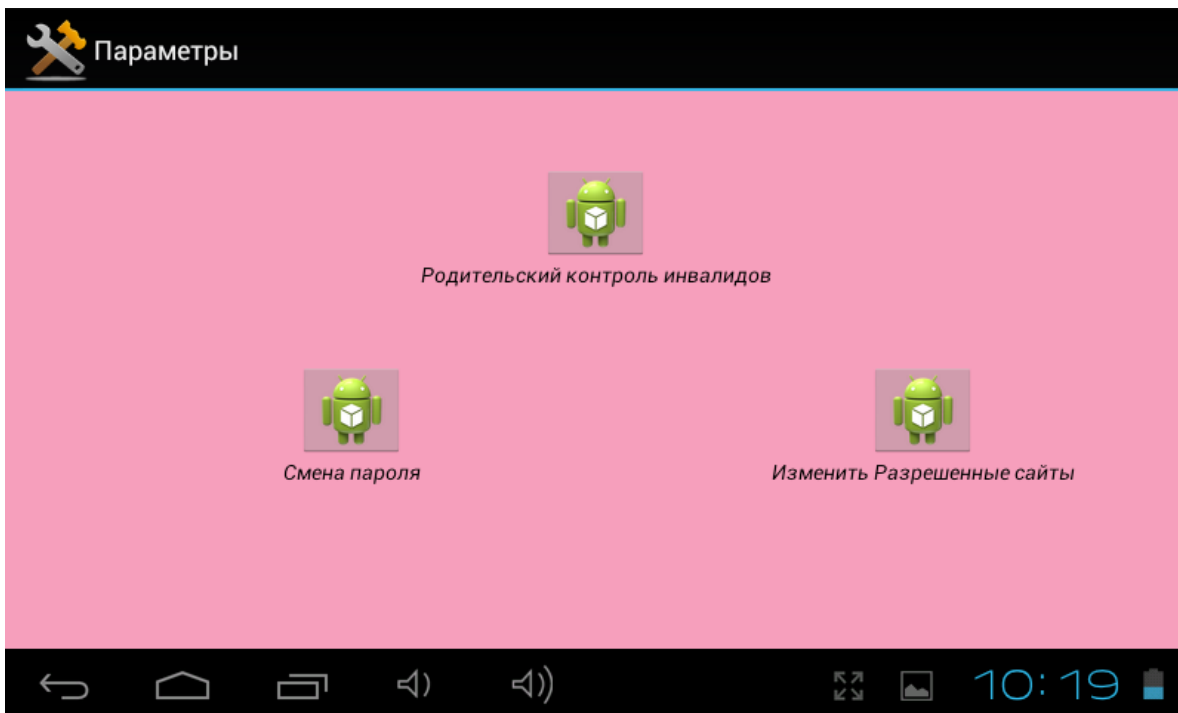 Параметры
Родительский контроль инвалидов
Смена пароля
Изменить Разрешенные сайты
10:19